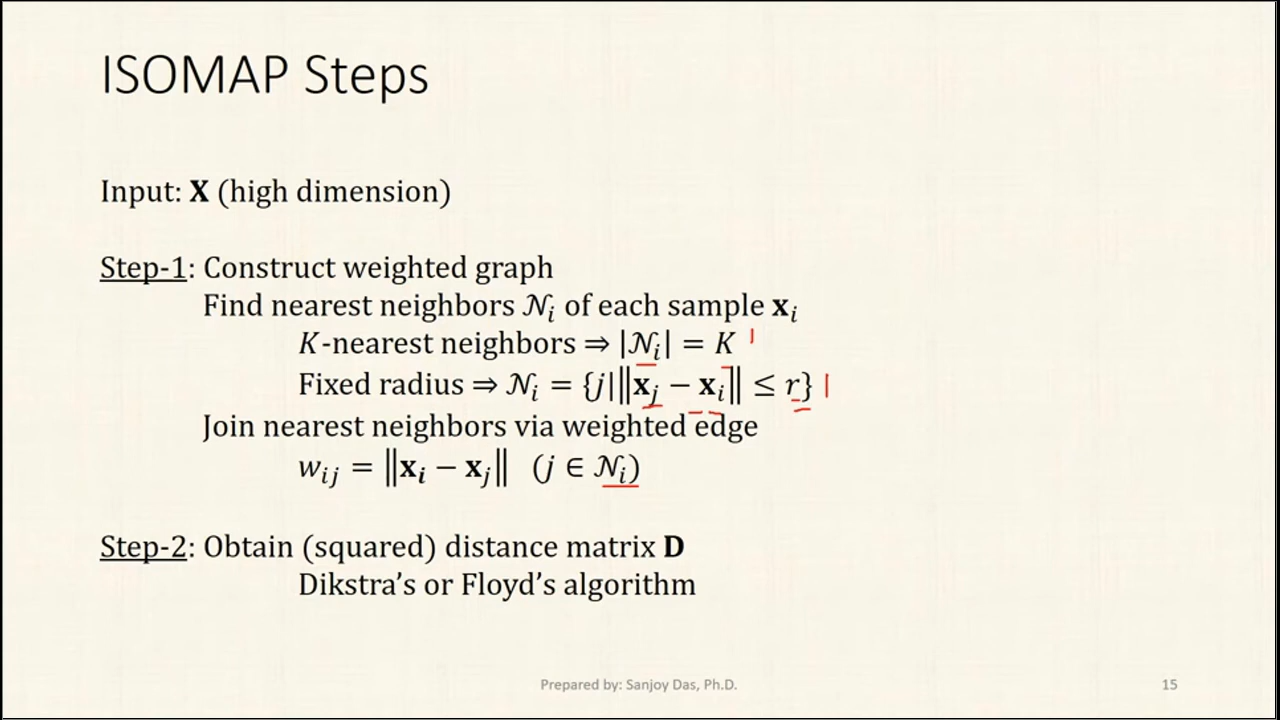 ISOMAP Steps
Input: X (high dimension)
Step-1: Construct weighted graph
Find nearest neighbors 𝒩ᵢ of each sample xᵢ
K-nearest neighbors ⇒ |𝒩ᵢ| = K
Fixed radius ⇒ 𝒩ᵢ = {j|‖xⱼ − xᵢ‖ ≤ r}
Join nearest neighbors via weighted edge
wᵢⱼ = ‖xᵢ − xⱼ‖ (j ∈ 𝒩ᵢ)
Step-2: Obtain (squared) distance matrix D
Dikstra’s or Floyd’s algorithm
Prepared by: Sanjoy Das, Ph.D.
15